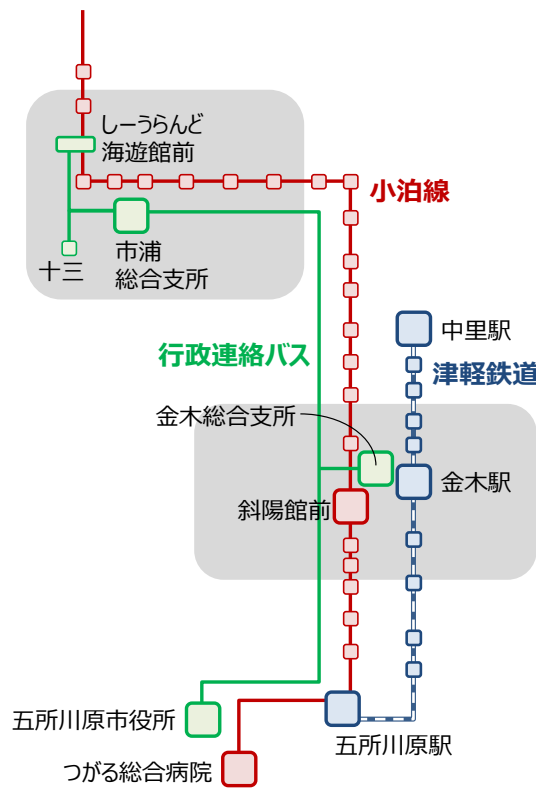 しーうらんど
海遊館前
小泊線
市浦
総合支所
十三
中里駅
行政連絡バス
津軽鉄道
金木総合支所
金木駅
斜陽館前
五所川原市役所
五所川原駅
つがる総合病院